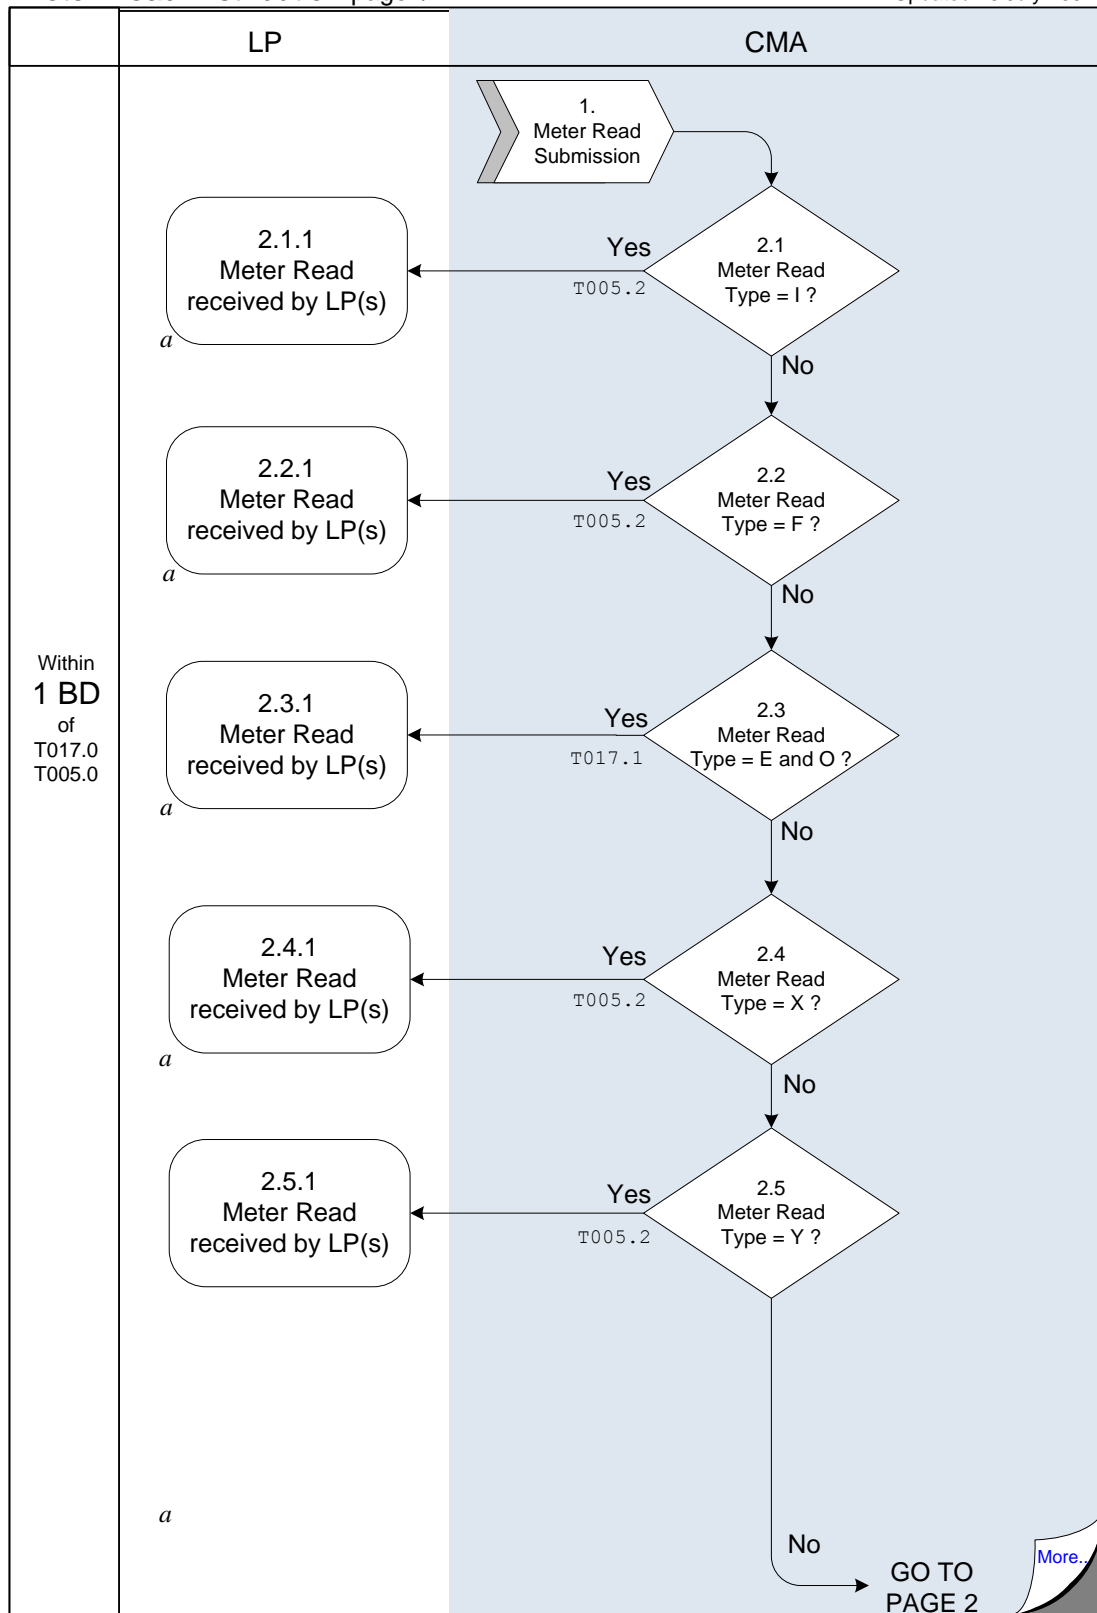 LP
CMA
1.
Meter Read
Submission
2.1.1
Meter Read
received by LP(s)
a
Yes
T005.2
2.1
Meter Read
Type = I ?
No
2.2.1
Meter Read
received by LP(s)
a
Yes
T005.2
2.2
Meter Read
Type = F ?
No
Within
1 BD
of
T017.0
T005.0
2.3.1
Meter Read
received by LP(s)
a
Yes
T017.1
2.3
Meter Read
Type = E and O ?
No
2.4.1
Meter Read
received by LP(s)
a
Yes
T005.2
2.4
Meter Read
Type = X ?
No
2.5.1
Meter Read
received by LP(s)
Yes
T005.2
2.5
Meter Read
Type = Y ?
a
No
GO TO
PAGE 2
More..